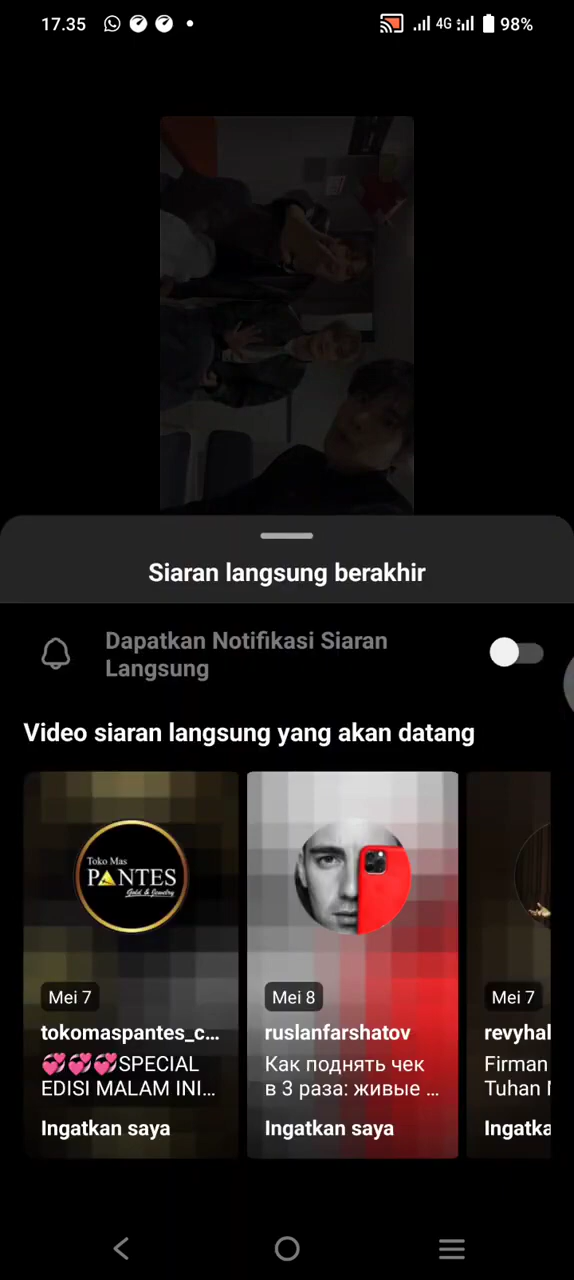 17.35
4G
98%
Siaran langsung berakhir
Dapatkan Notifikasi Siaran
Langsung
Video siaran langsung yang akan datang
Toko Mas
PANTES
Gold & Jewelry
Mei 7
tokomaspantes_c...
💞💞💞SPECIAL
EDISI MALAM INI...
Ingatkan saya
Mei 8
ruslanfarshatov
Как поднять чек
в 3 раза: живые ...
Ingatkan saya
Mei 7
revyhal
Firman
Tuhan
Ingatka